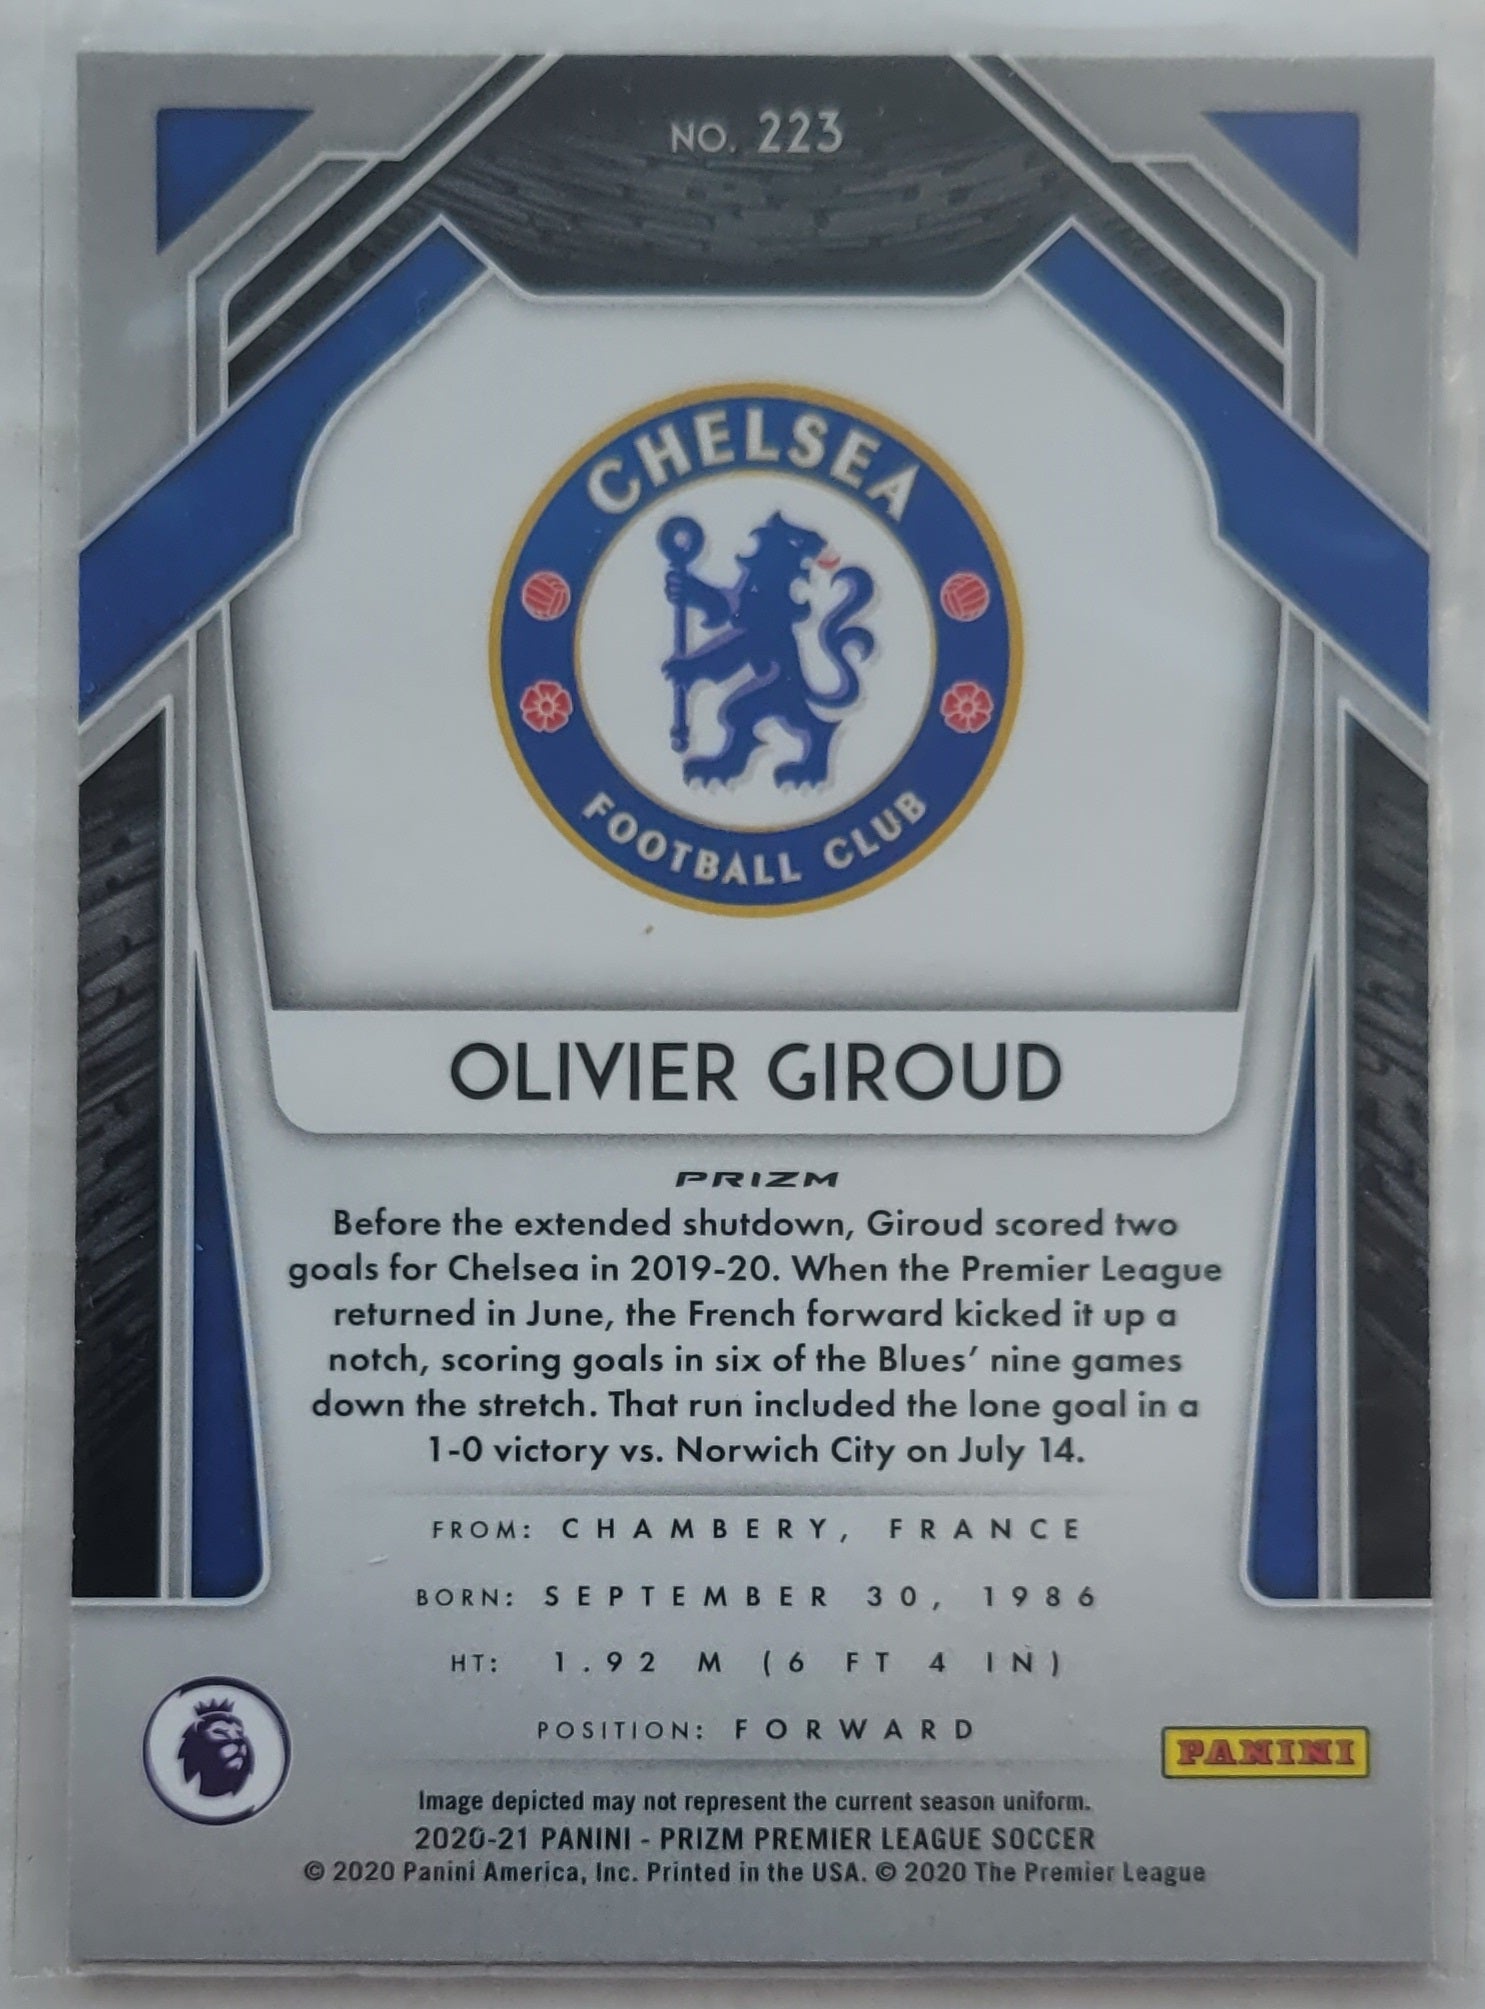 NO. 223
CHELSEA
FOOTBALL CLUB
OLIVIER GIROUD
PRIZM
Before the extended shutdown, Giroud scored two
goals for Chelsea in 2019-20. When the Premier League
returned in June, the French forward kicked it up a
notch, scoring goals in six of the Blues' nine games
down the stretch. That run included the lone goal in a
1-0 victory vs. Norwich City on July 14.
FROM: CHAMBERY, FRANCE
BORN: SEPTEMBER 30, 1986
HT: 1.92 M (6 FT 4 IN)
POSITION: FORWARD
PANINI
Image depicted may not represent the current season uniform.
2020-21 PANINI - PRIZM PREMIER LEAGUE SOCCER
© 2020 Panini America, Inc. Printed in the USA. © 2020 The Premier League